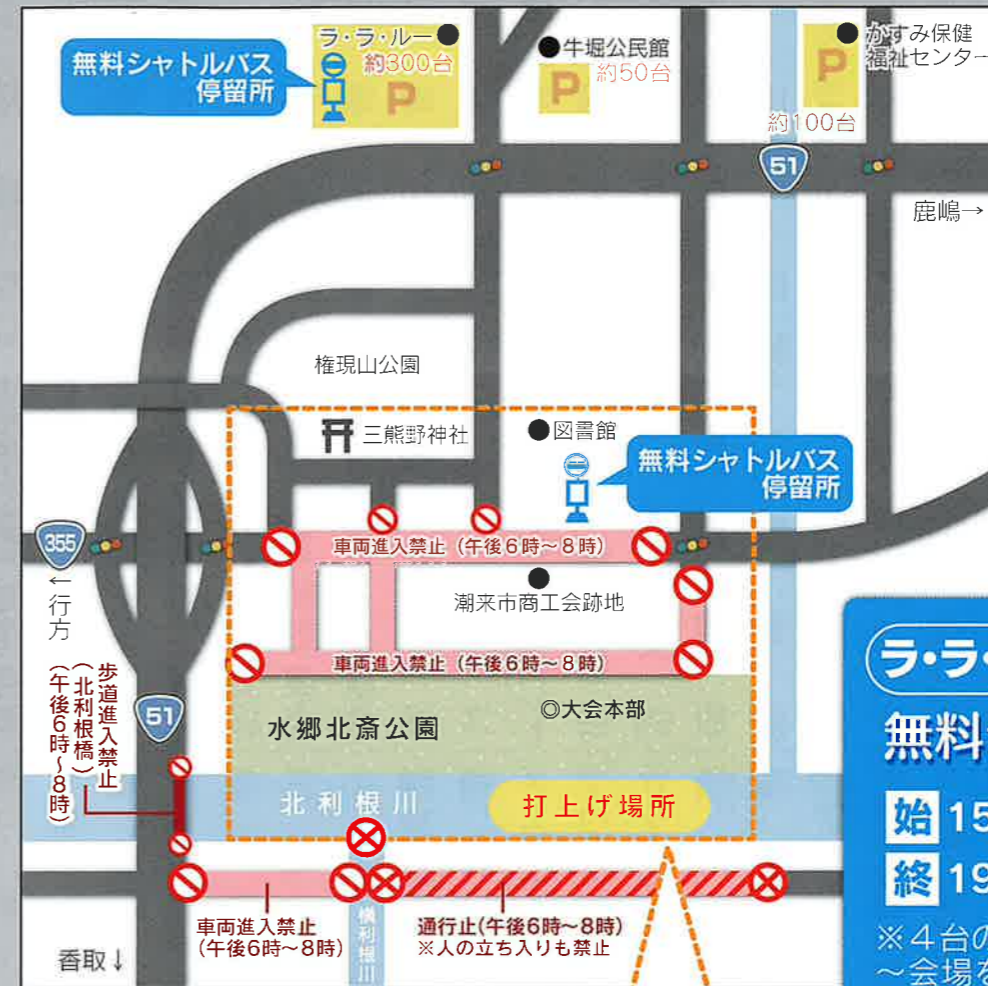 無料シャトルバス
停留所
ラ・ラ・ルー
約300台
P
牛堀公民館
P
約50台
P
かすみ保健
福祉センター
約100台
51
鹿嶋→
権現山公園
三熊野神社
図書館
無料シャトルバス
停留所
355
←行方
車両進入禁止（午後6時～8時）
潮来市商工会跡地
車両進入禁止（午後6時～8時）
歩道進入禁止
（北利根橋）
（午後6時～8時）
51
水郷北斎公園
◎大会本部
北利根川
打上げ場所
車両進入禁止
（午後6時～8時）
横利根川
通行止(午後6時～8時)
※人の立ち入りも禁止
香取↓
ラ・ラ・
無料
始 15
終 19
※４台の
～会場を